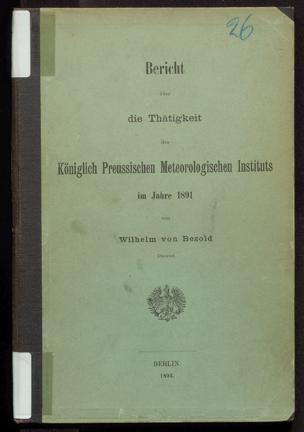 26
Bericht
über
die Thätigkeit
des
Königlich Preussischen Meteorologischen Instituts
im Jahre 1891
von
Wilhelm von Bezold
Director.
BERLIN.